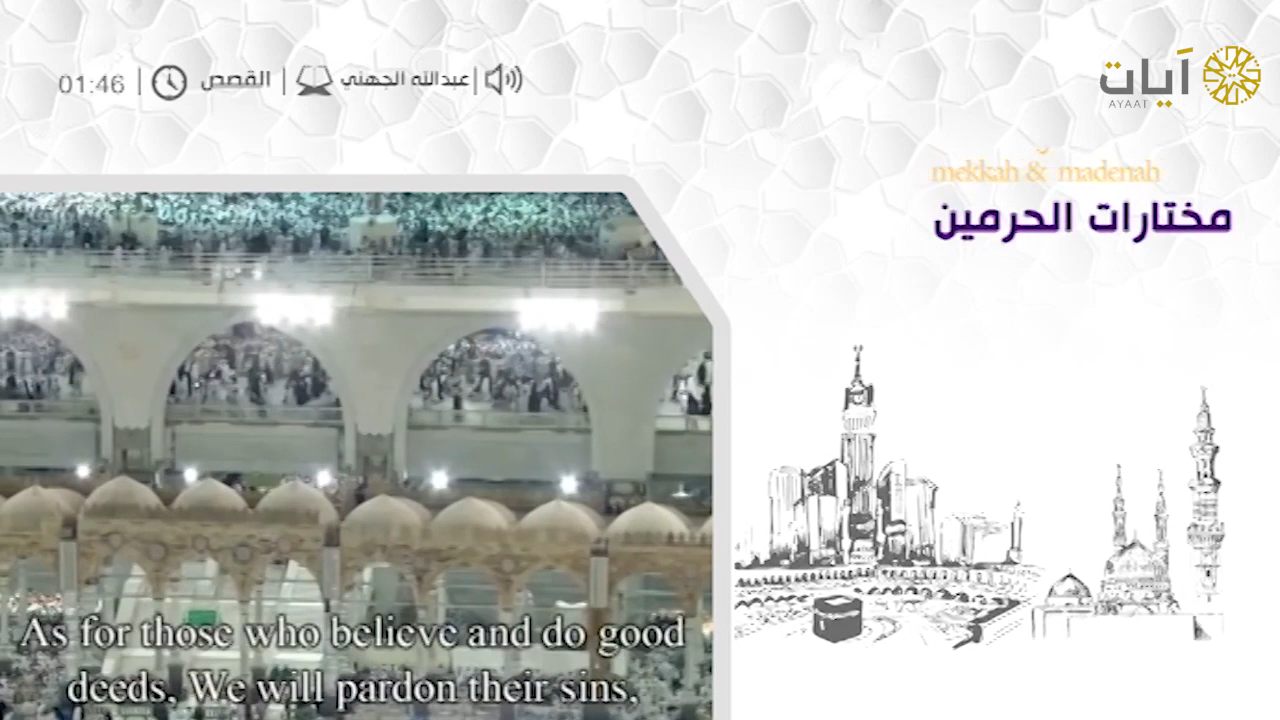 آيات
AYAAT
عبدالله الجهني | القصص | 01:46
mekkah & madenah
مختارات الحرمين
As for those who believe and do good
deeds, We will pardon their sins,